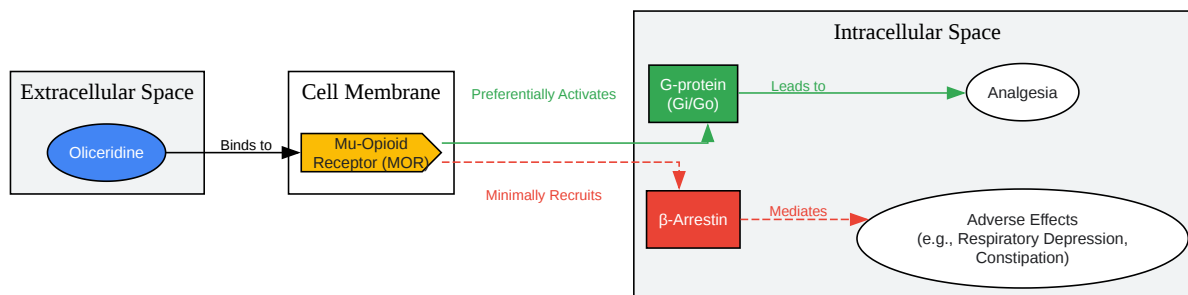 Extracellular Space
Oliceridine
Binds to
Cell Membrane
Mu-Opioid
Receptor (MOR)
Preferentially Activates
Minimally Recruits
Intracellular Space
G-protein
(Gi/Go)
Leads to
Analgesia
β-Arrestin
Mediates
Adverse Effects
(e.g., Respiratory Depression,
Constipation)